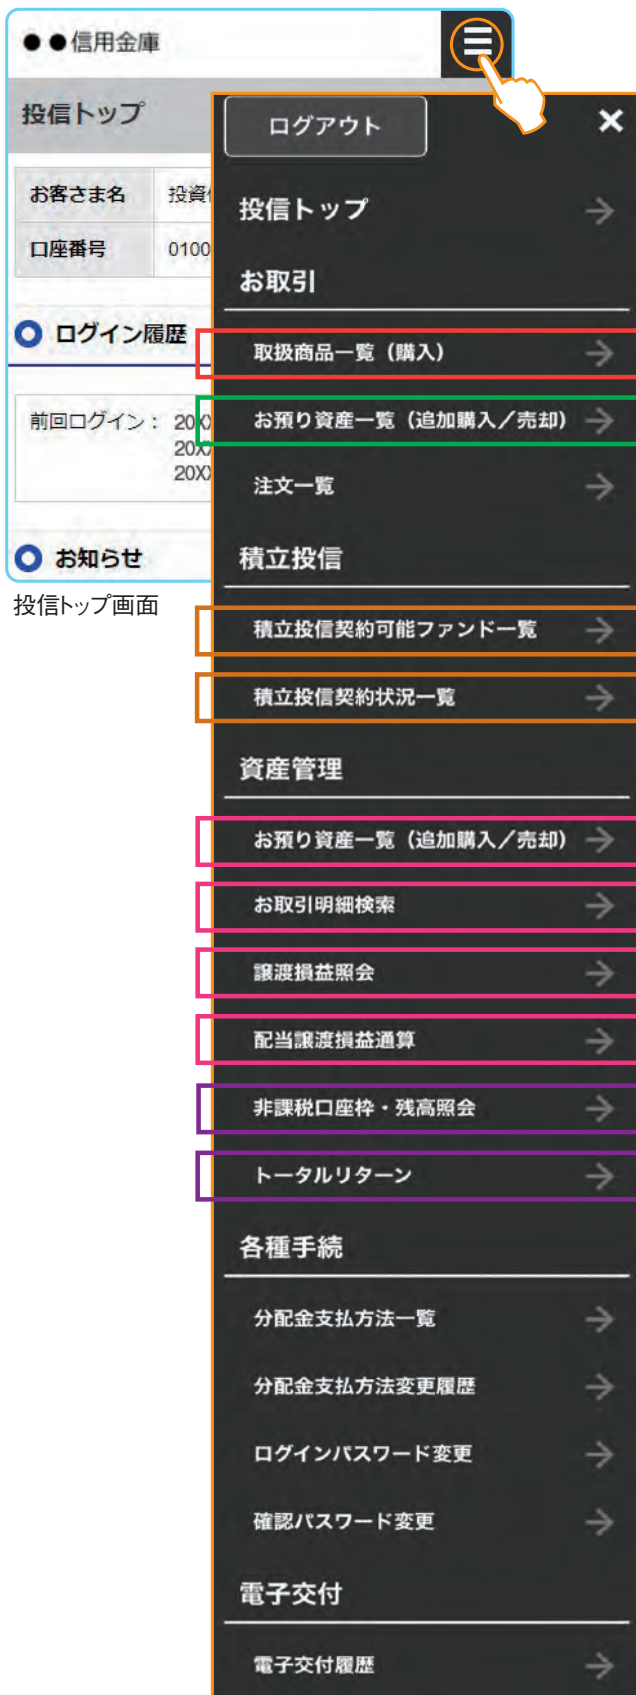 ●●信用金庫
投信トップ
お客さま名 投資
口座番号 0100
ログイン履歴
前回ログイン： 20X
20XX
20XX
お知らせ
投信トップ画面
ログアウト
投信トップ
お取引
取扱商品一覧（購入）
お預り資産一覧（追加購入／売却）
注文一覧
積立投信
積立投信契約可能ファンド一覧
積立投信契約状況一覧
資産管理
お預り資産一覧（追加購入／売却）
お取引明細検索
譲渡損益照会
配当譲渡損益通算
非課税口座枠・残高照会
トータルリターン
各種手続
分配金支払方法一覧
分配金支払方法変更履歴
ログインパスワード変更
確認パスワード変更
電子交付
電子交付履歴